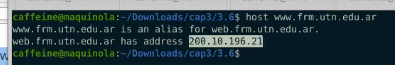 caffeine@maquinola:~/Downloads/cap3/3.6$ host www.frm.utn.edu.ar
www.frm.utn.edu.ar is an alias for web.frm.utn.edu.ar.
web.frm.utn.edu.ar has address 200.10.196.21
caffeine@maquinola:~/Downloads/cap3/3.6$